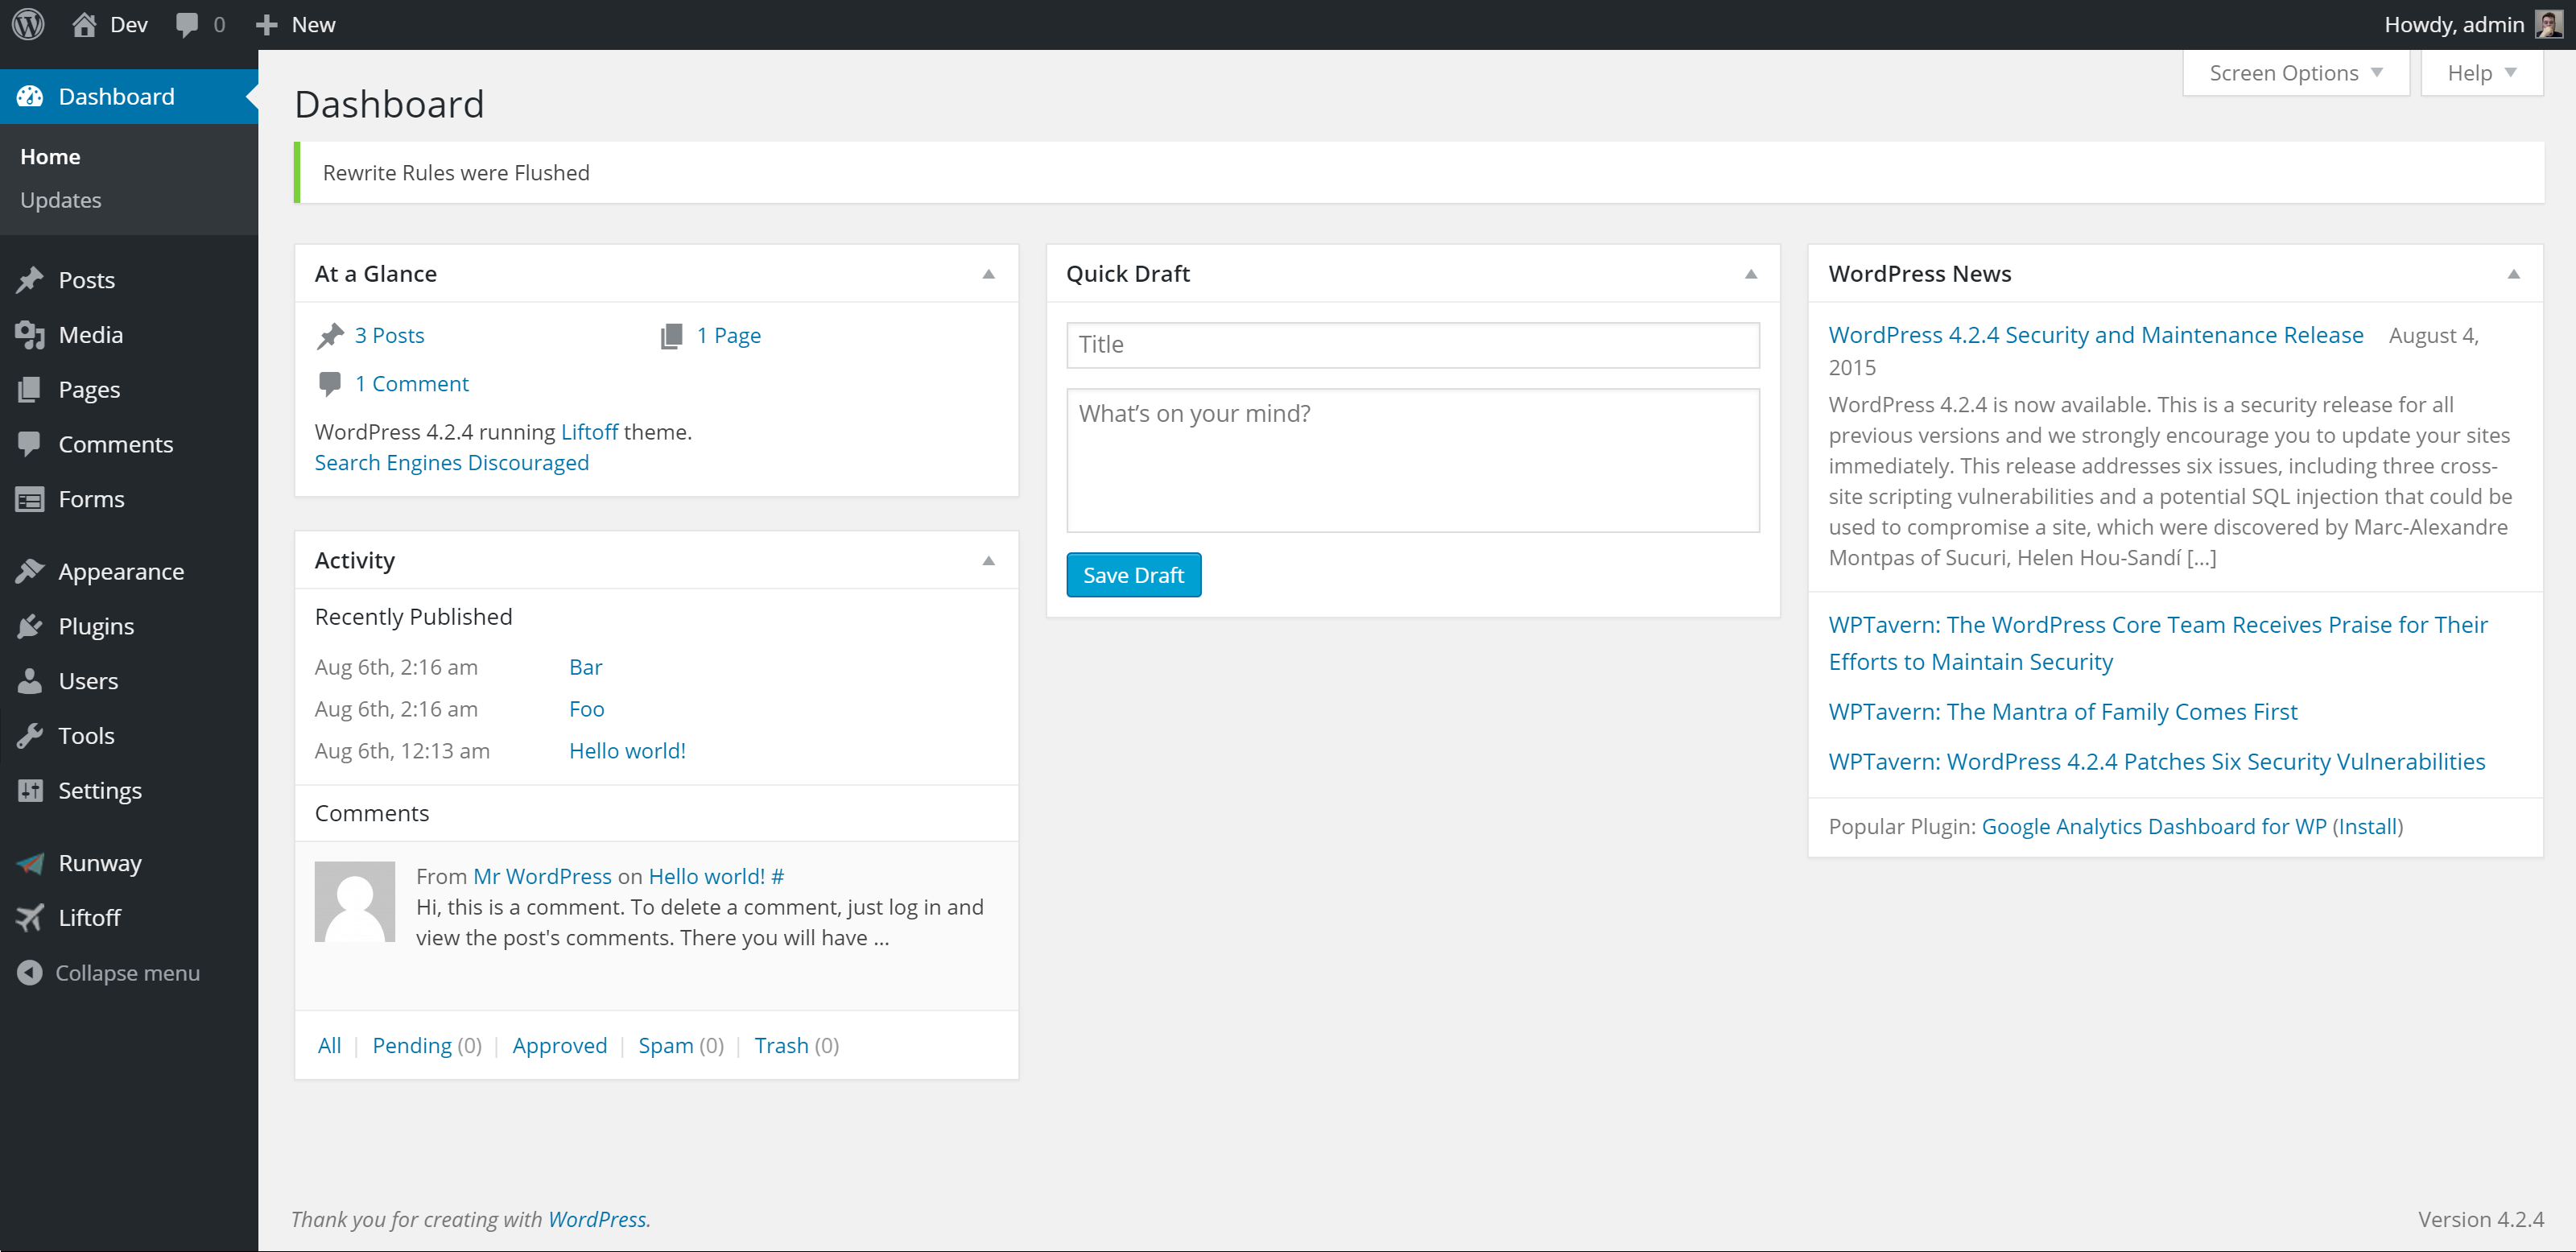 Dev
0
New
Howdy, admin
Dashboard
Home
Updates
Posts
Media
Pages
Comments
Forms
Appearance
Plugins
Users
Tools
Settings
Runway
Liftoff
Collapse menu
Screen Options
Help
Dashboard
Rewrite Rules were Flushed
At a Glance
3 Posts
1 Page
1 Comment
WordPress 4.2.4 running Liftoff theme.
Search Engines Discouraged
Activity
Recently Published
Aug 6th, 2:16 am Bar
Aug 6th, 2:16 am Foo
Aug 6th, 12:13 am Hello world!
Comments
From Mr WordPress on Hello world! #
Hi, this is a comment. To delete a comment, just log in and
view the post's comments. There you will have ...
All | Pending (0) | Approved | Spam (0) | Trash (0)
Quick Draft
Title
What’s on your mind?
Save Draft
WordPress News
WordPress 4.2.4 Security and Maintenance Release August 4,
2015
WordPress 4.2.4 is now available. This is a security release for all
previous versions and we strongly encourage you to update your sites
immediately. This release addresses six issues, including three cross-
site scripting vulnerabilities and a potential SQL injection that could be
used to compromise a site, which were discovered by Marc-Alexandre
Montpas of Sucuri, Helen Hou-Sandí [...]
WPTavern: The WordPress Core Team Receives Praise for Their
Efforts to Maintain Security
WPTavern: The Mantra of Family Comes First
WPTavern: WordPress 4.2.4 Patches Six Security Vulnerabilities
Popular Plugin: Google Analytics Dashboard for WP (Install)
Thank you for creating with WordPress.
Version 4.2.4